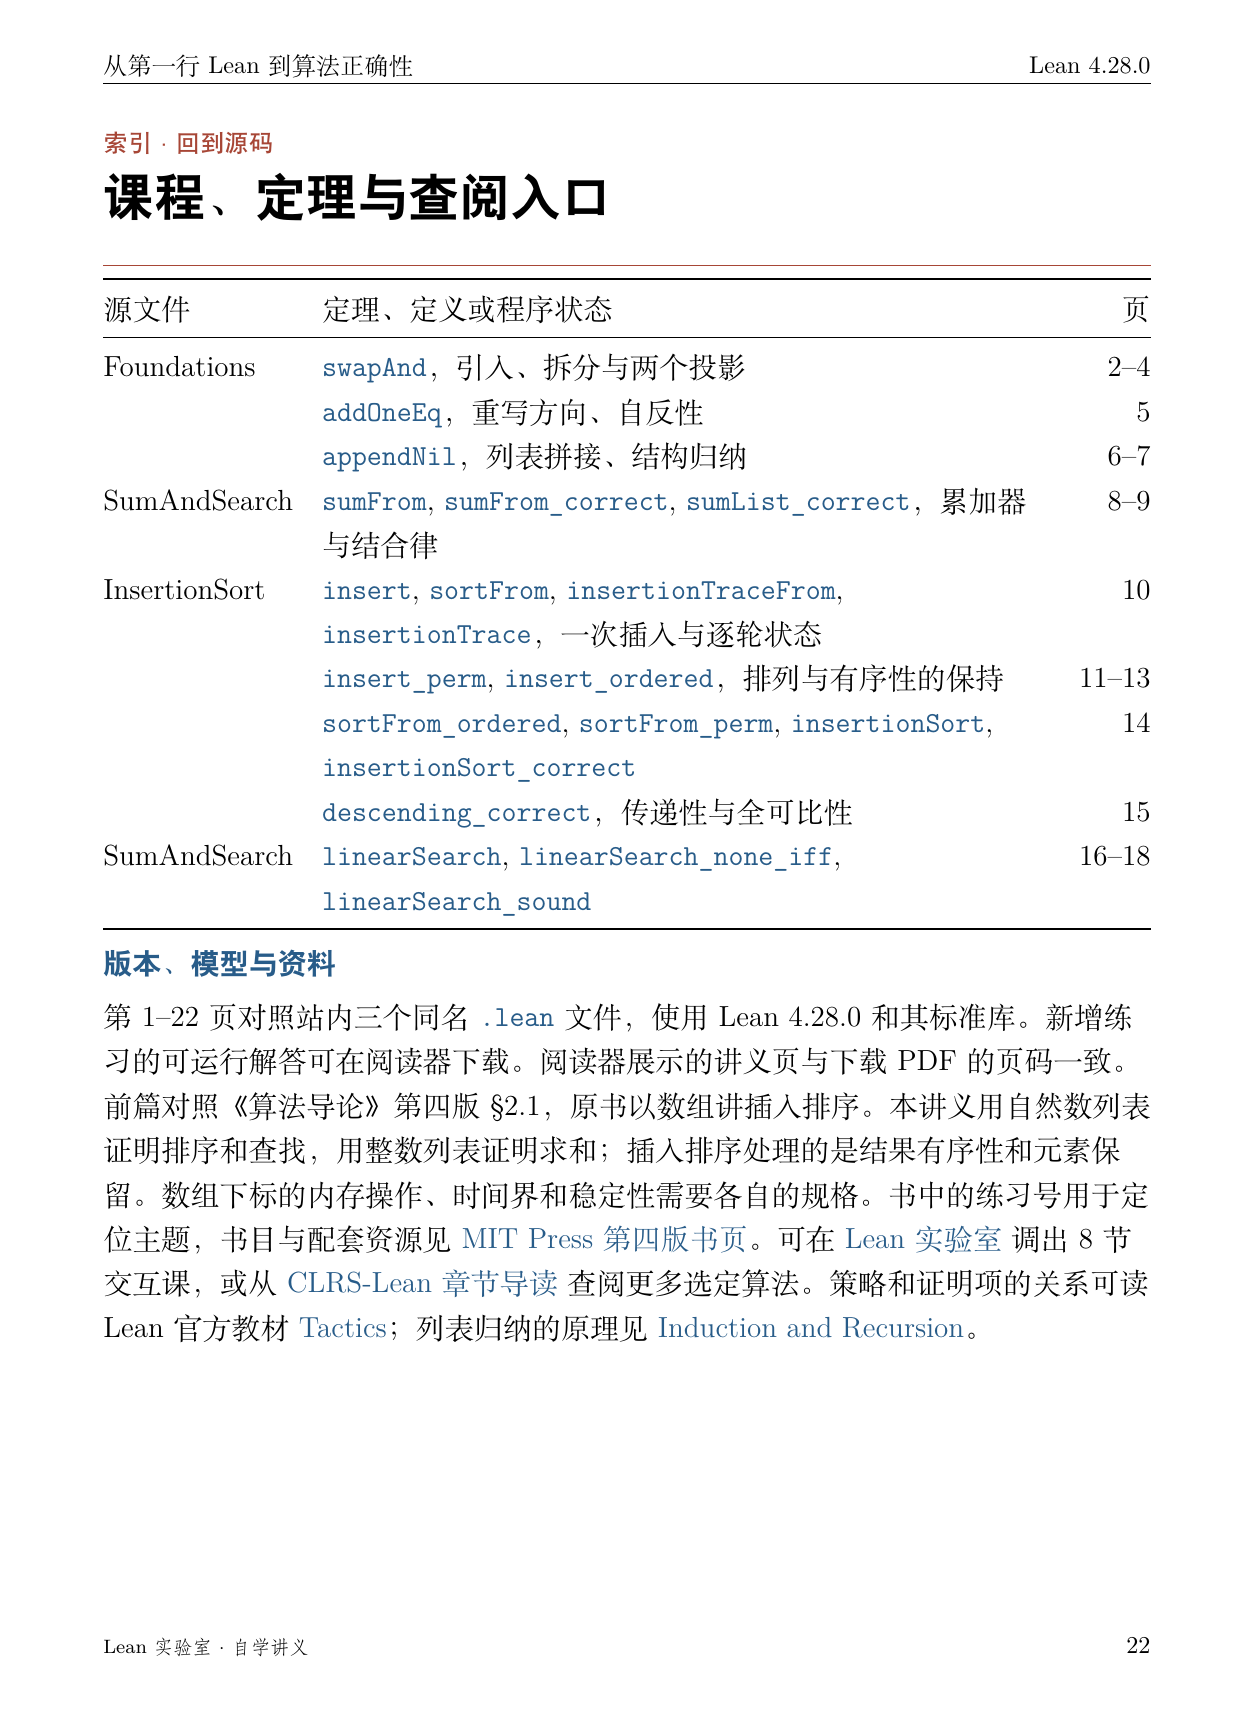 从第一行 Lean 到算法正确性 Lean 4.28.0
索引 · 回到源码
课程、定理与查阅入口
源文件 定理、定义或程序状态 页
Foundations swapAnd，引入、拆分与两个投影 2–4
addOneEq，重写方向、自反性 5
appendNil，列表拼接、结构归纳 6–7
SumAndSearch sumFrom, sumFrom_correct, sumList_correct，累加器 8–9
与结合律
InsertionSort insert, sortFrom, insertionTraceFrom, 10
insertionTrace，一次插入与逐轮状态
insert_perm, insert_ordered，排列与有序性的保持 11–13
sortFrom_ordered, sortFrom_perm, insertionSort, 14
insertionSort_correct
descending_correct，传递性与全可比性 15
SumAndSearch linearSearch, linearSearch_none_iff, 16–18
linearSearch_sound
版本、模型与资料
第 1–22 页对照站内三个同名 .lean 文件，使用 Lean 4.28.0 和其标准库。新增练
习的可运行解答可在阅读器下载。阅读器展示的讲义页与下载 PDF 的页码一致。
前篇对照《算法导论》第四版 §2.1，原书以数组讲插入排序。本讲义用自然数列表
证明排序和查找，用整数列表证明求和；插入排序处理的是结果有序性和元素保
留。数组下标的内存操作、时间界和稳定性需要各自的规格。书中的练习号用于定
位主题，书目与配套资源见 MIT Press 第四版书页。可在 Lean 实验室 调出 8 节
交互课，或从 CLRS-Lean 章节导读 查阅更多选定算法。策略和证明项的关系可读
Lean 官方教材 Tactics；列表归纳的原理见 Induction and Recursion。
Lean 实验室 · 自学讲义 22